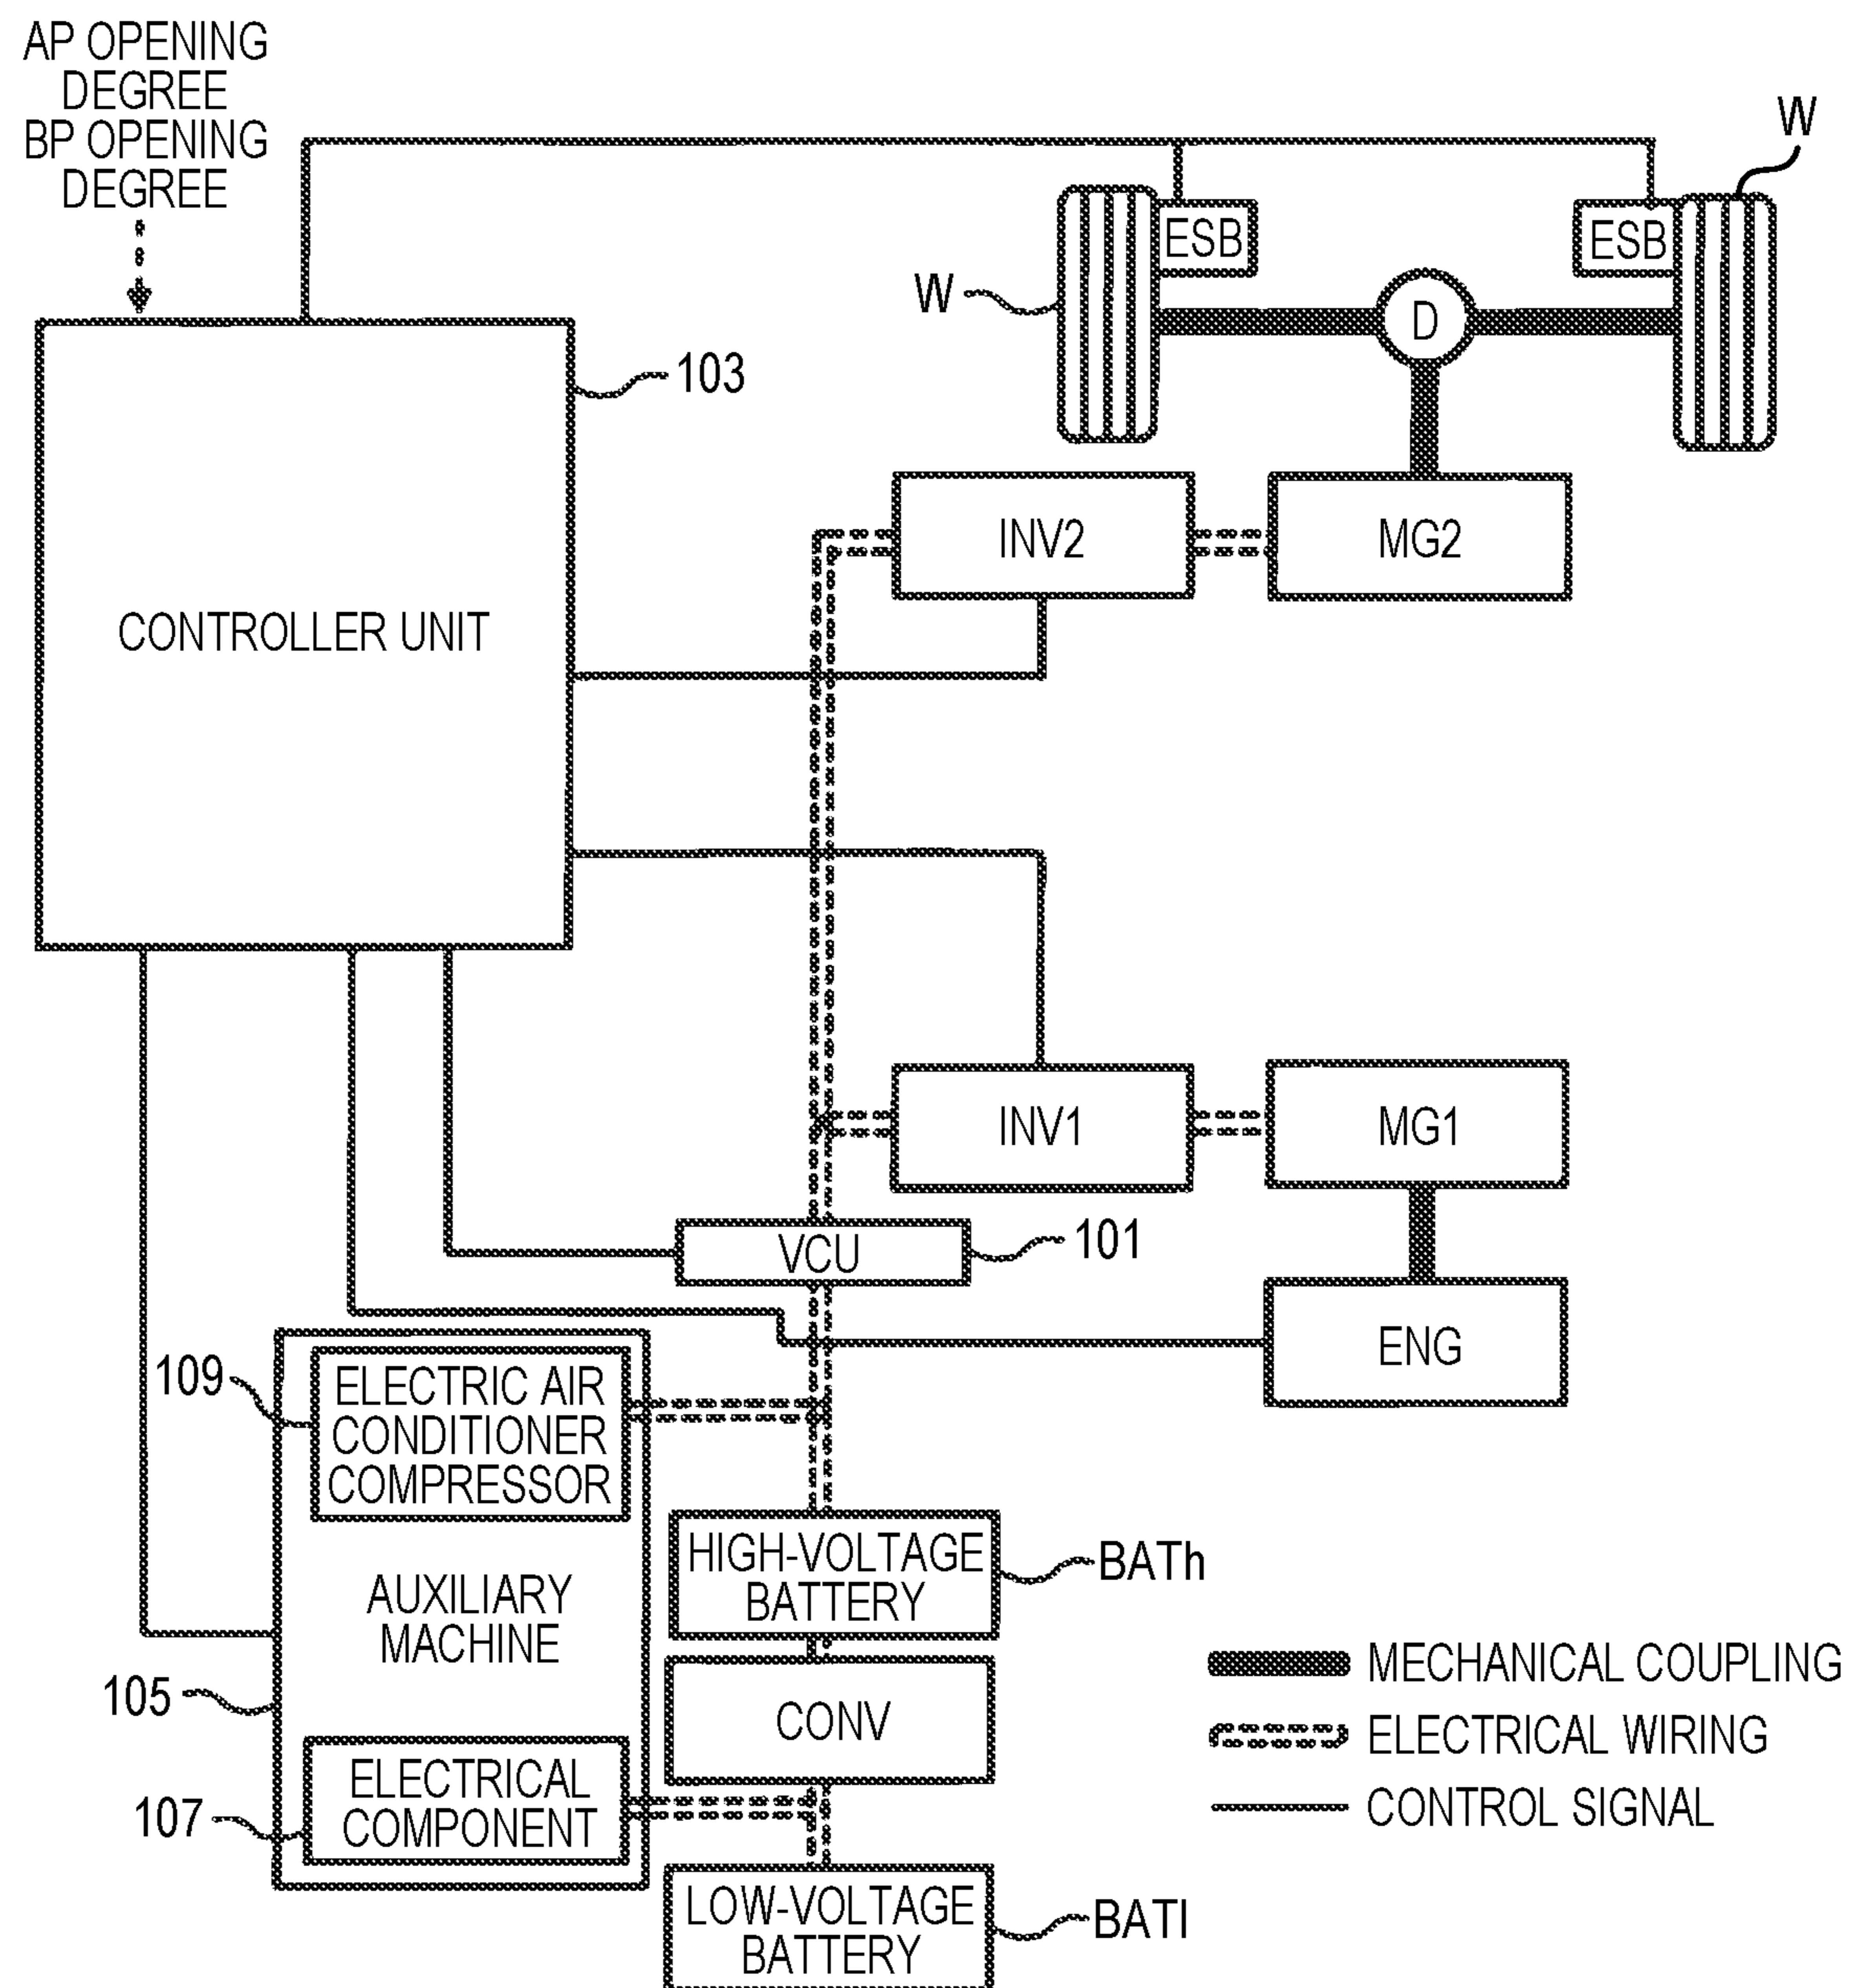 AP OPENING
DEGREE
BP OPENING
DEGREE
W
ESB
ESB
W
D
103
CONTROLLER UNIT
INV2
MG2
INV1
MG1
VCU
101
ENG
109
ELECTRIC AIR
CONDITIONER
COMPRESSOR
HIGH-VOLTAGE
BATTERY
BATh
AUXILIARY
MACHINE
105
CONV
MECHANICAL COUPLING
ELECTRICAL WIRING
CONTROL SIGNAL
107
ELECTRICAL
COMPONENT
LOW-VOLTAGE
BATTERY
BATl